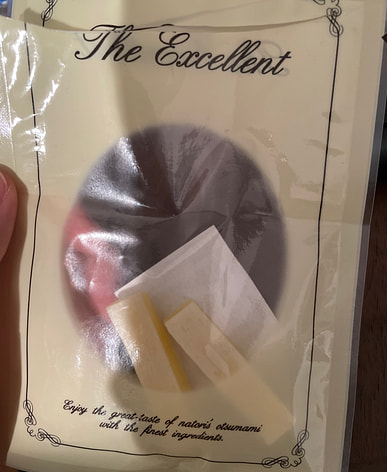 The Excellent
Enjoy the great-taste of natori's otsumami
with the finest ingredients.